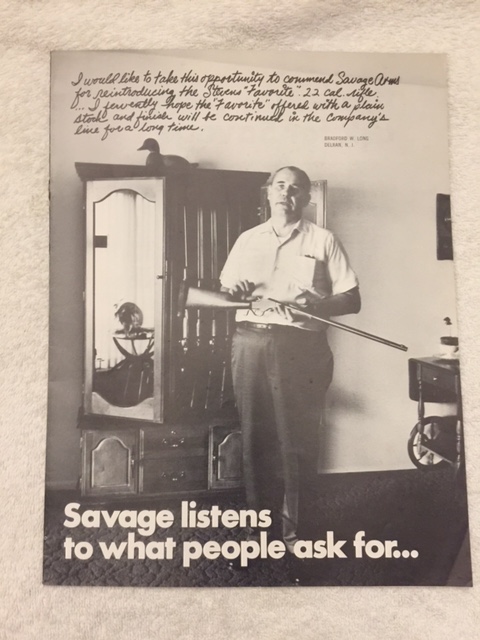 I would like to take this opportunity to commend Savage Arms
for reintroducing the Stevens "Favorite" .22 cal. rifle
... I fervently hope the "Favorite" offered with a plain
stock and finish will be continued in the company's
line for a long time.
BRADFORD W. LONG
DELRAN, N. J.
Savage listens
to what people ask for...